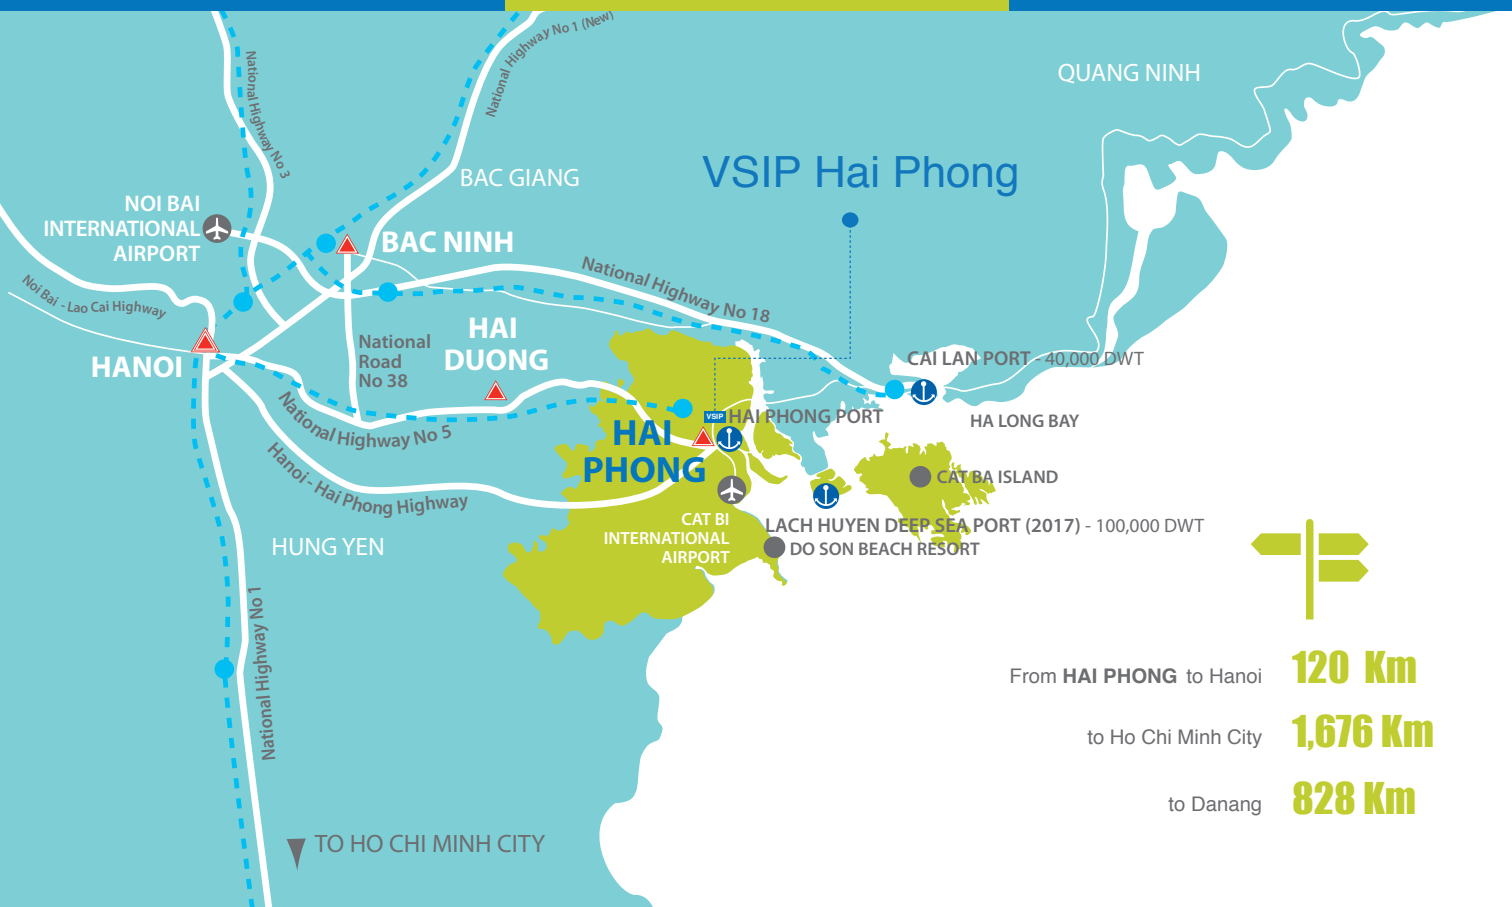 National Highway No 1 (New)
National Highway No 3
QUANG NINH
VSIP Hai Phong
BAC GIANG
NOI BAI
INTERNATIONAL
AIRPORT
BAC NINH
National Highway No 18
Noi Bai - Lao Cai Highway
HANOI
National
Road
No 38
HAI
DUONG
CAI LAN PORT - 40,000 DWT
National Highway No 5
VSIP
HAI PHONG PORT
HA LONG BAY
HAI
PHONG
Hanoi - Hai Phong Highway
CAT BA ISLAND
CAT BI
INTERNATIONAL
AIRPORT
LACH HUYEN DEEP SEA PORT (2017) - 100,000 DWT
DO SON BEACH RESORT
HUNG YEN
National Highway No 1
From HAI PHONG to Hanoi 120 Km
to Ho Chi Minh City 1,676 Km
to Danang 828 Km
TO HO CHI MINH CITY